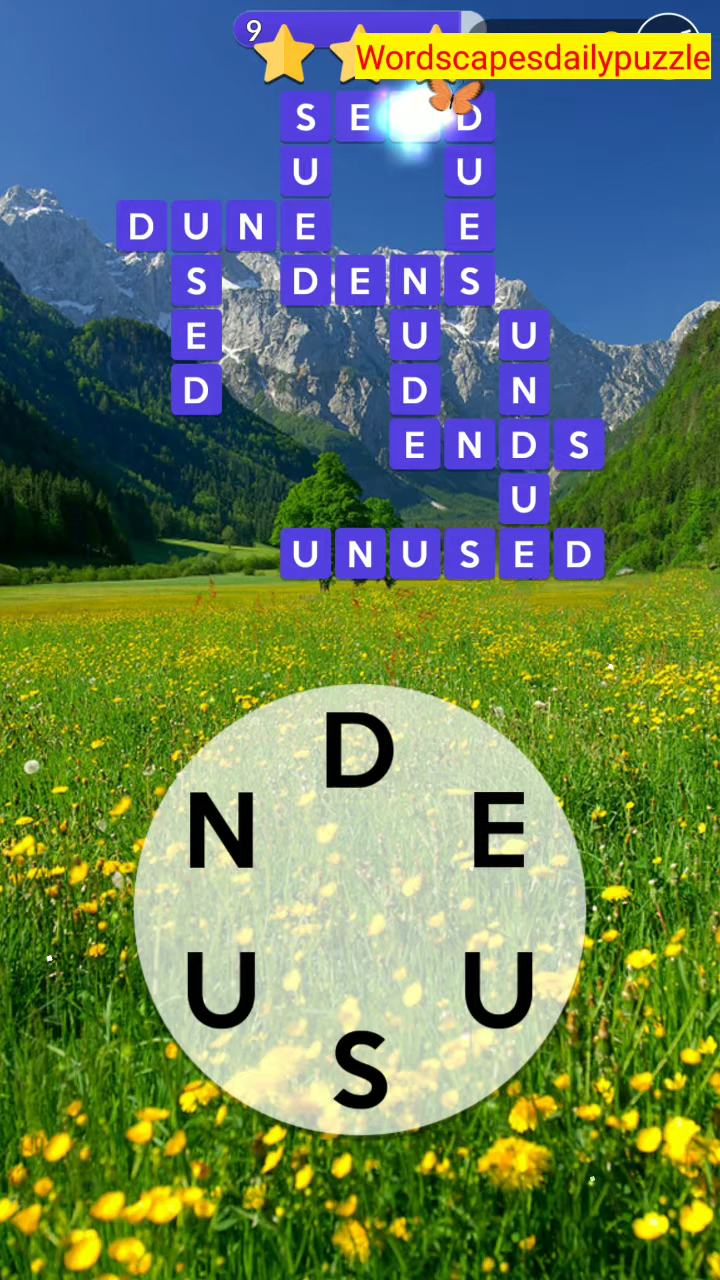 9
Wordscapesdailypuzzle
S E D
U U
D U N E E
S D E N S
E U U
D D N
E N D S
U
U N U S E D
D
N E
U U
S